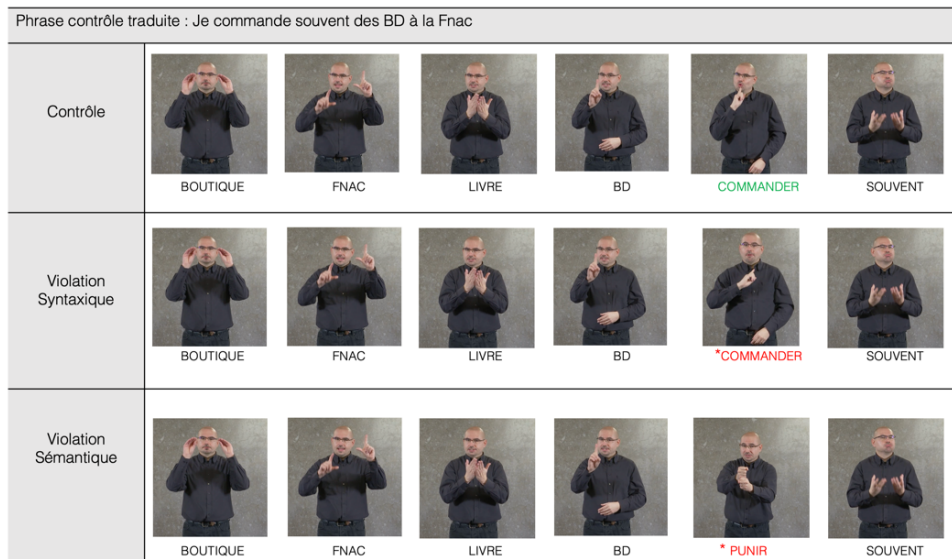 Phrase contrôle traduite : Je commande souvent des BD à la Fnac
Contrôle
BOUTIQUE FNAC LIVRE BD COMMANDER SOUVENT
Violation
Syntaxique
BOUTIQUE FNAC LIVRE BD *COMMANDER SOUVENT
Violation
Sémantique
BOUTIQUE FNAC LIVRE BD * PUNIR SOUVENT